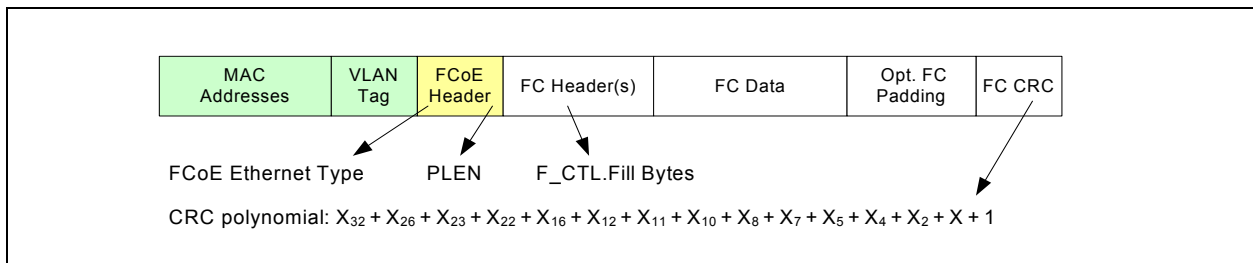 MAC Addresses
VLAN Tag
FCoE Header
FC Header(s)
FC Data
Opt. FC Padding
FC CRC
FCoE Ethernet Type
PLEN
F_CTL.Fill Bytes
CRC polynomial: X₃₂ + X₂₆ + X₂₃ + X₂₂ + X₁₆ + X₁₂ + X₁₁ + X₁₀ + X₈ + X₇ + X₅ + X₄ + X₂ + X + 1